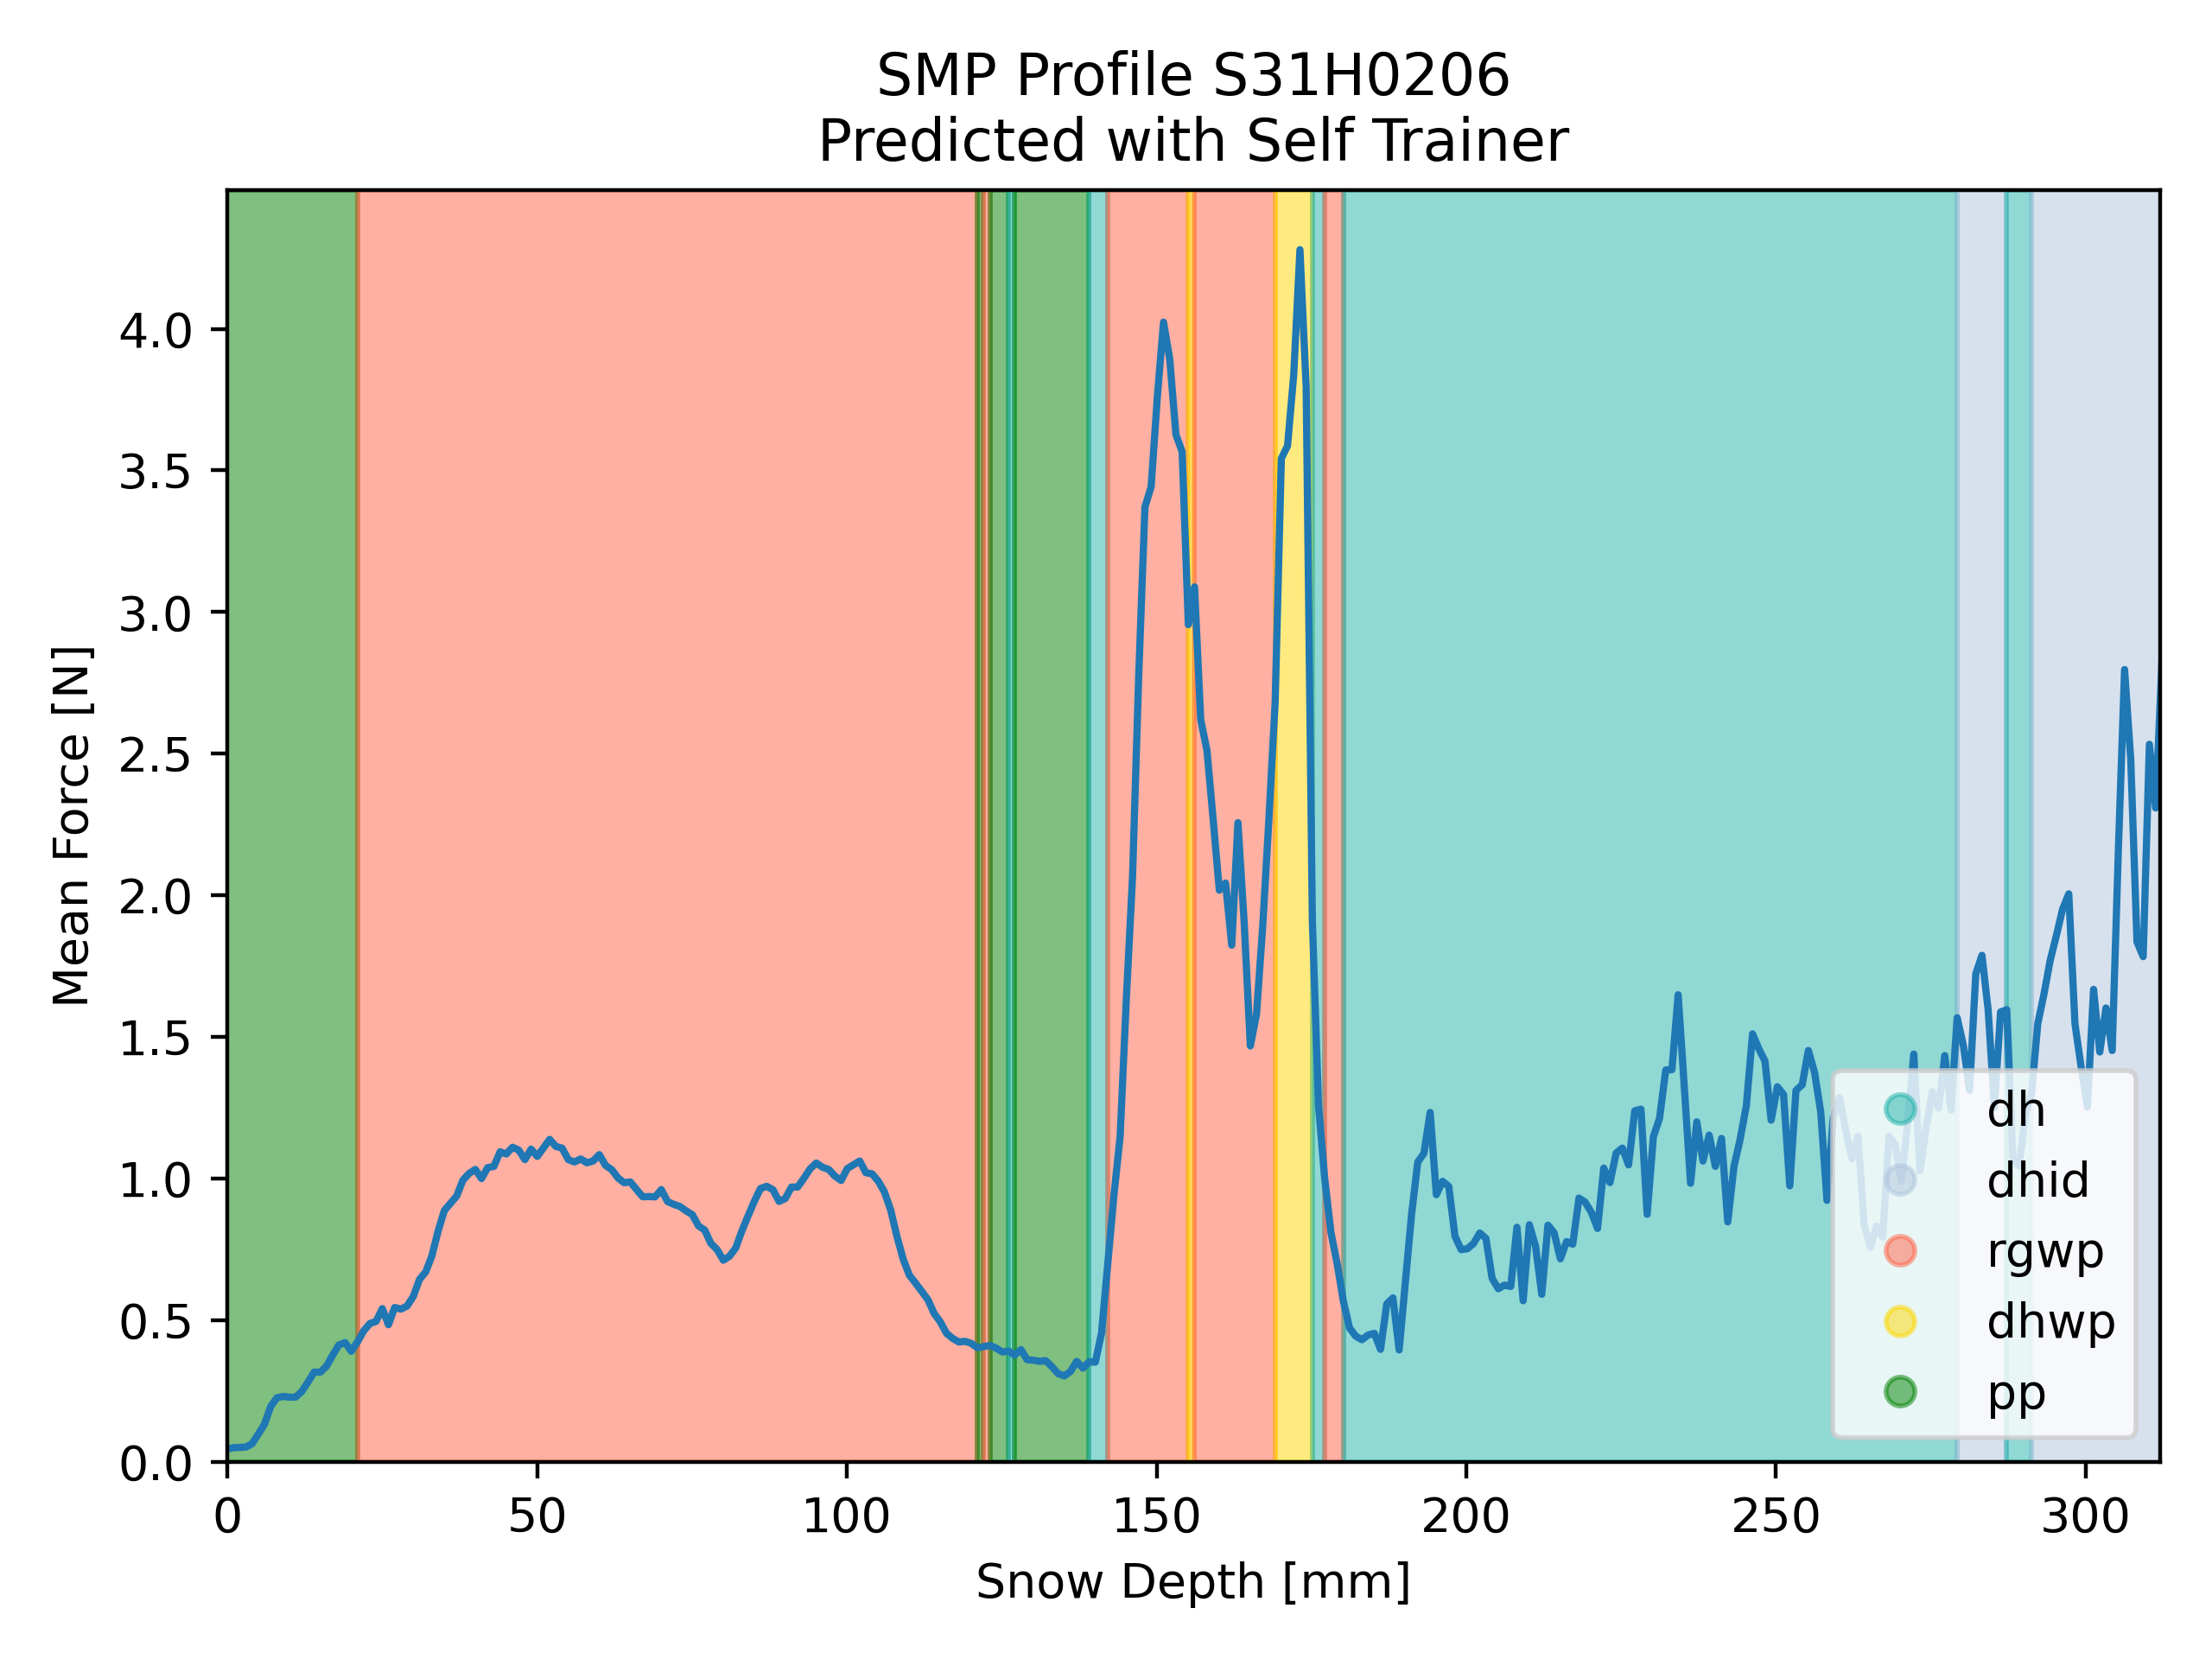 SMP Profile S31H0206
Predicted with Self Trainer
Mean Force [N]
4.0
3.5
3.0
2.5
2.0
1.5
1.0
0.5
0.0
dh
dhid
rgwp
dhwp
pp
0 50 100 150 200 250 300
Snow Depth [mm]